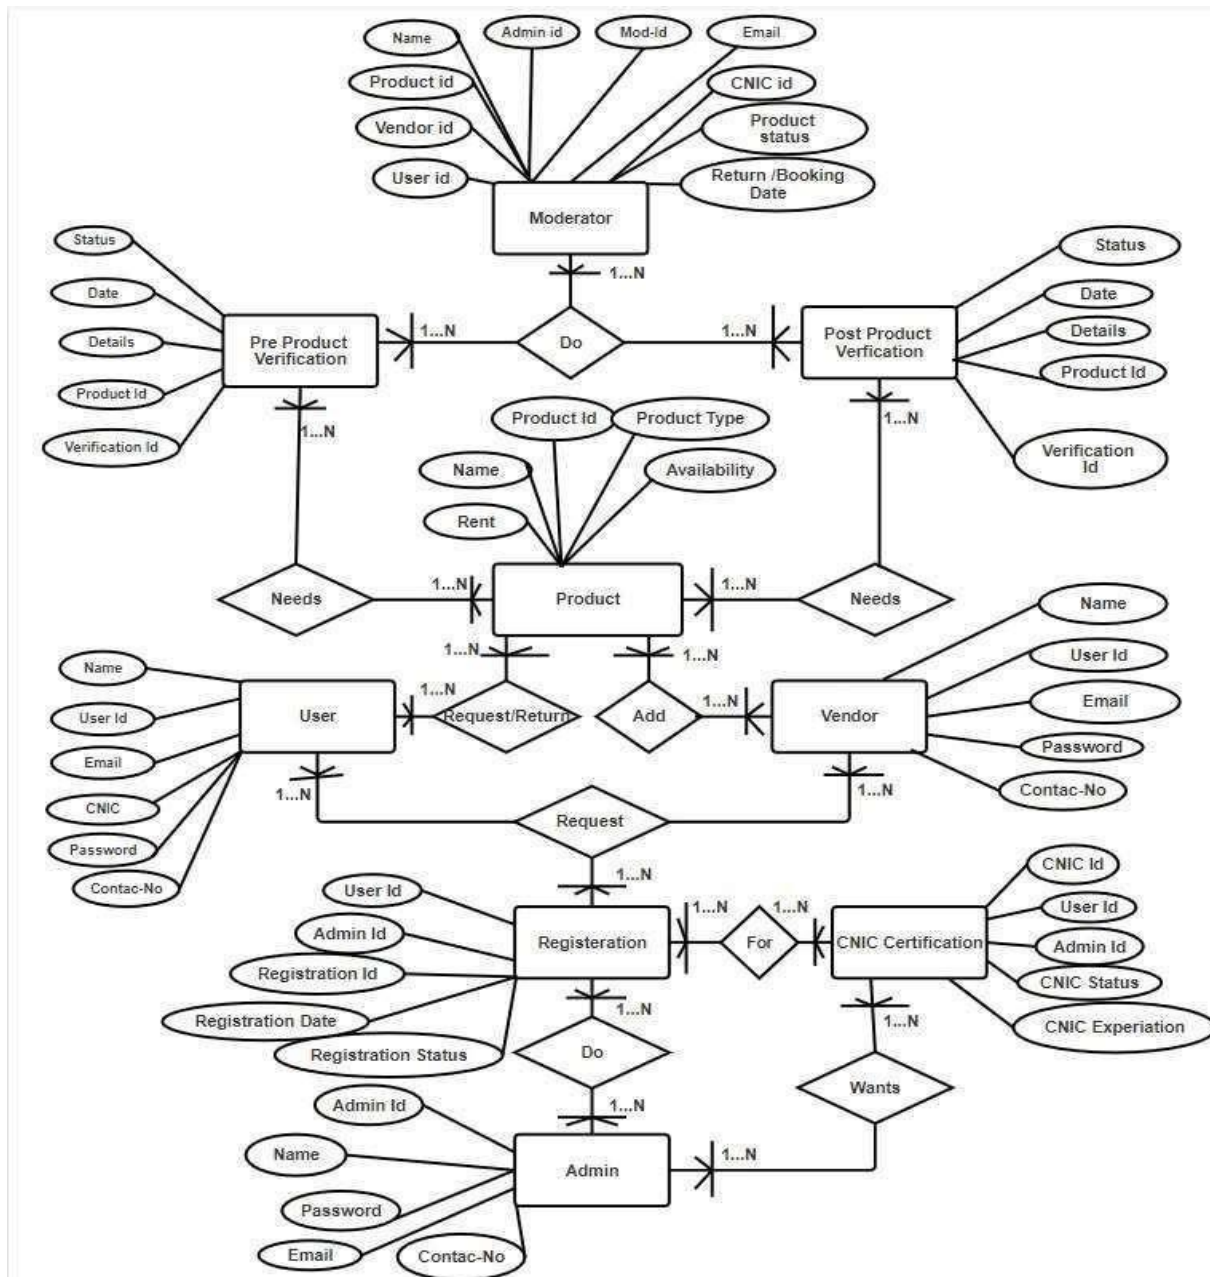 Name
Admin id
Mod-Id
Email
Product id
CNIC id
Vendor id
Product
status
User id
Return /Booking
Date
Moderator
1...N
Status
Date
Details
Product Id
Verification Id
Pre Product
Verification
1...N
Do
1...N
Post Product
Verfication
Status
Date
Details
Product Id
Verification
Id
1...N
1...N
Product Id
Product Type
Name
Availability
Rent
Needs
1...N
Product
1...N
Needs
1...N
1...N
Name
User Id
Email
CNIC
Password
Contac-No
User
1...N
Request/Return
Add
1...N
Vendor
Name
User Id
Email
Password
Contac-No
1...N
1...N
Request
1...N
User Id
Admin Id
Registration Id
Registration Date
Registration Status
Registeration
1...N
For
1...N
CNIC Certification
CNIC Id
User Id
Admin Id
CNIC Status
CNIC Experiation
1...N
1...N
Do
Wants
1...N
Admin Id
Name
Password
Email
Contac-No
Admin
1...N